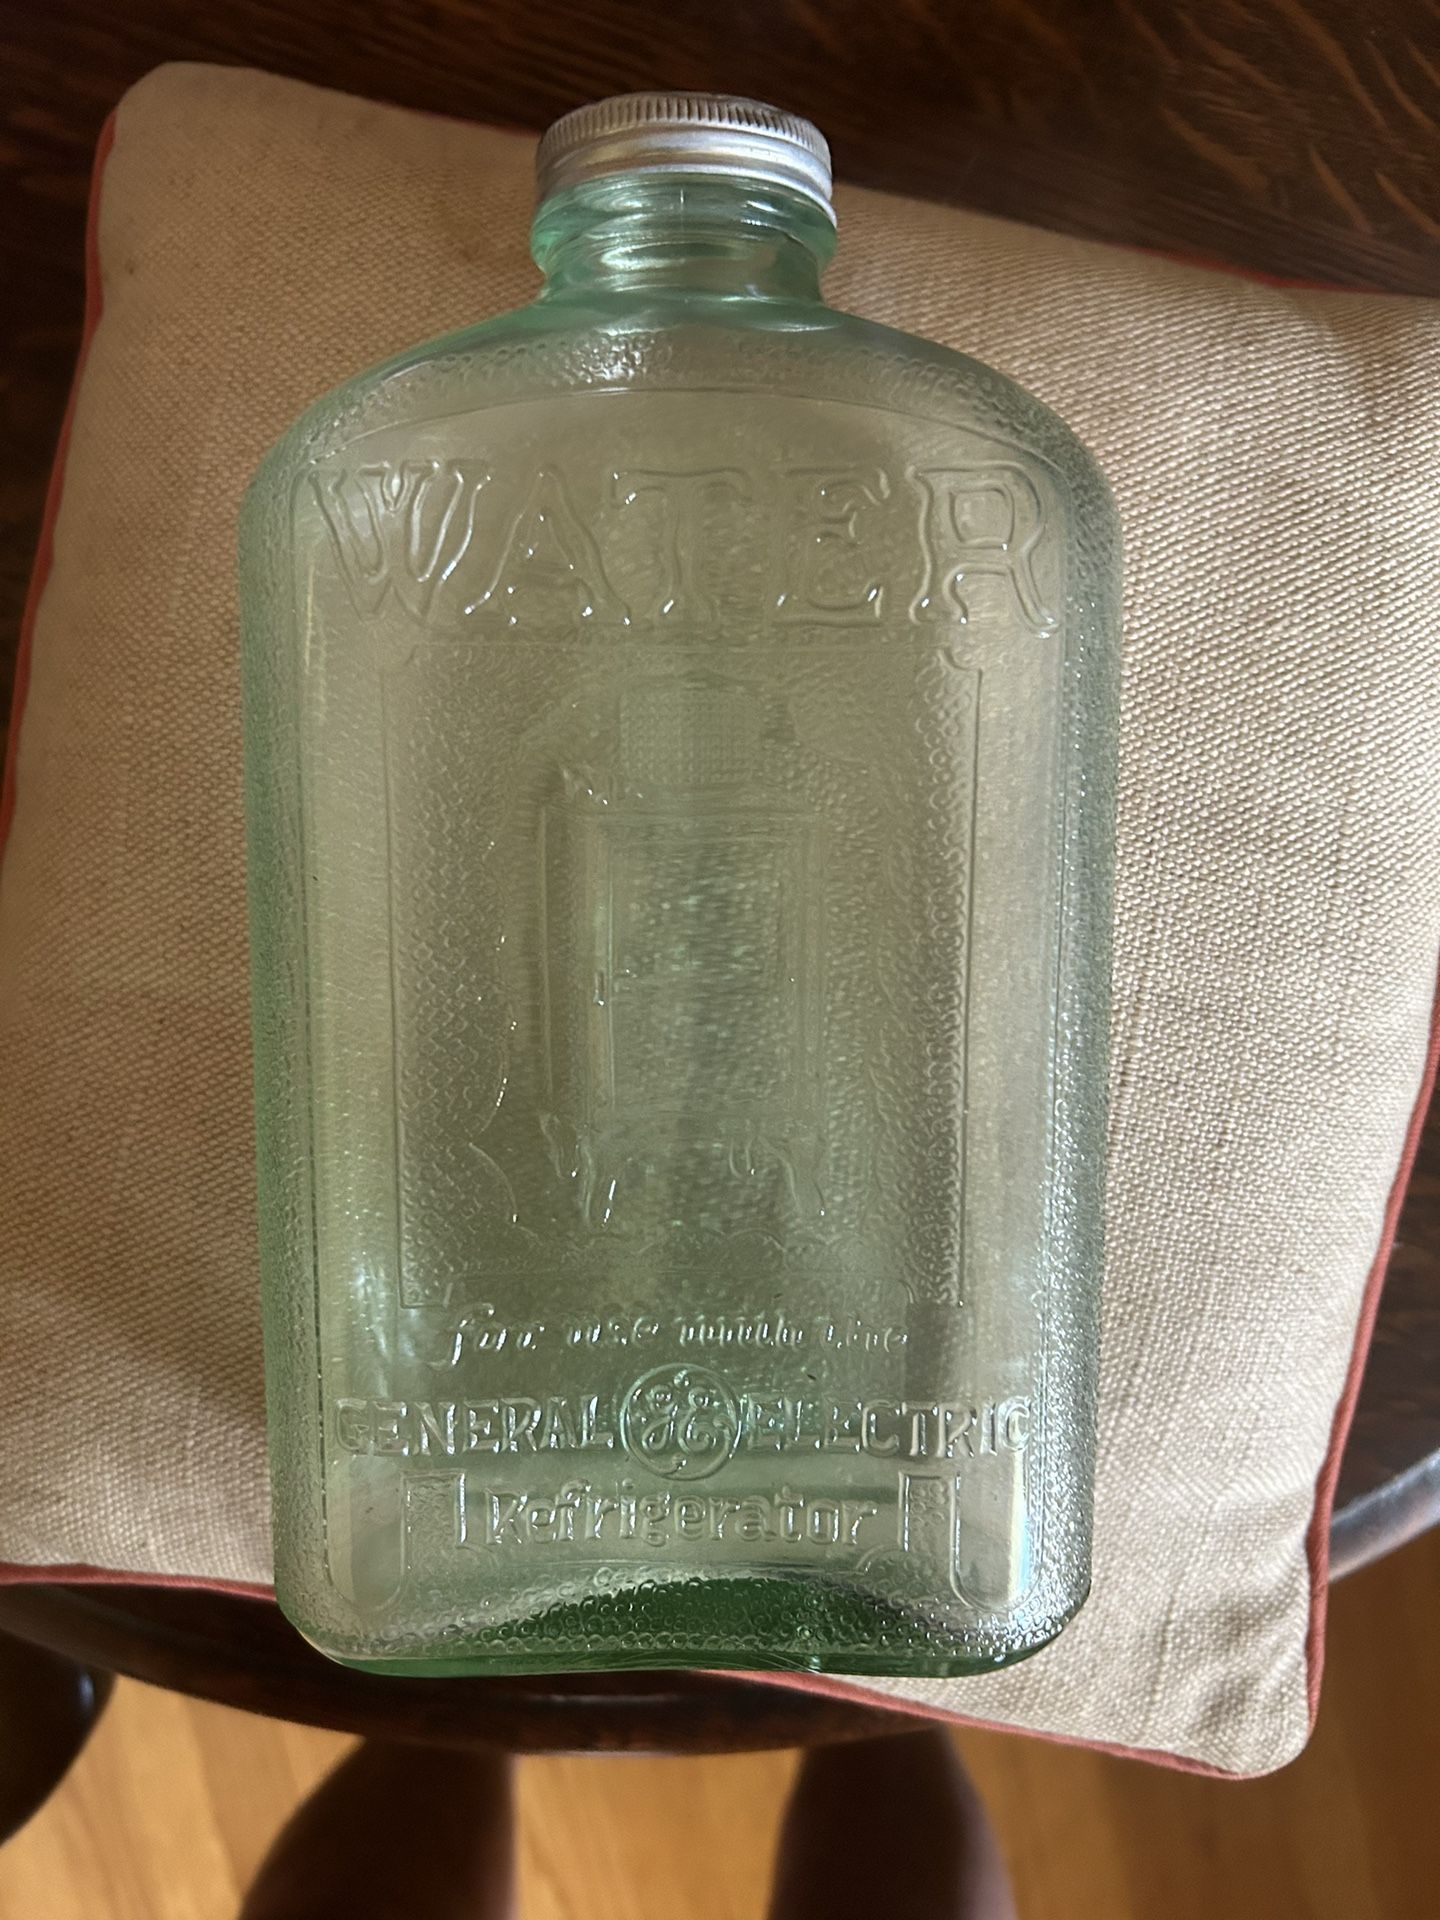 WATER
for use with the
GENERAL GE ELECTRIC
Refrigerator